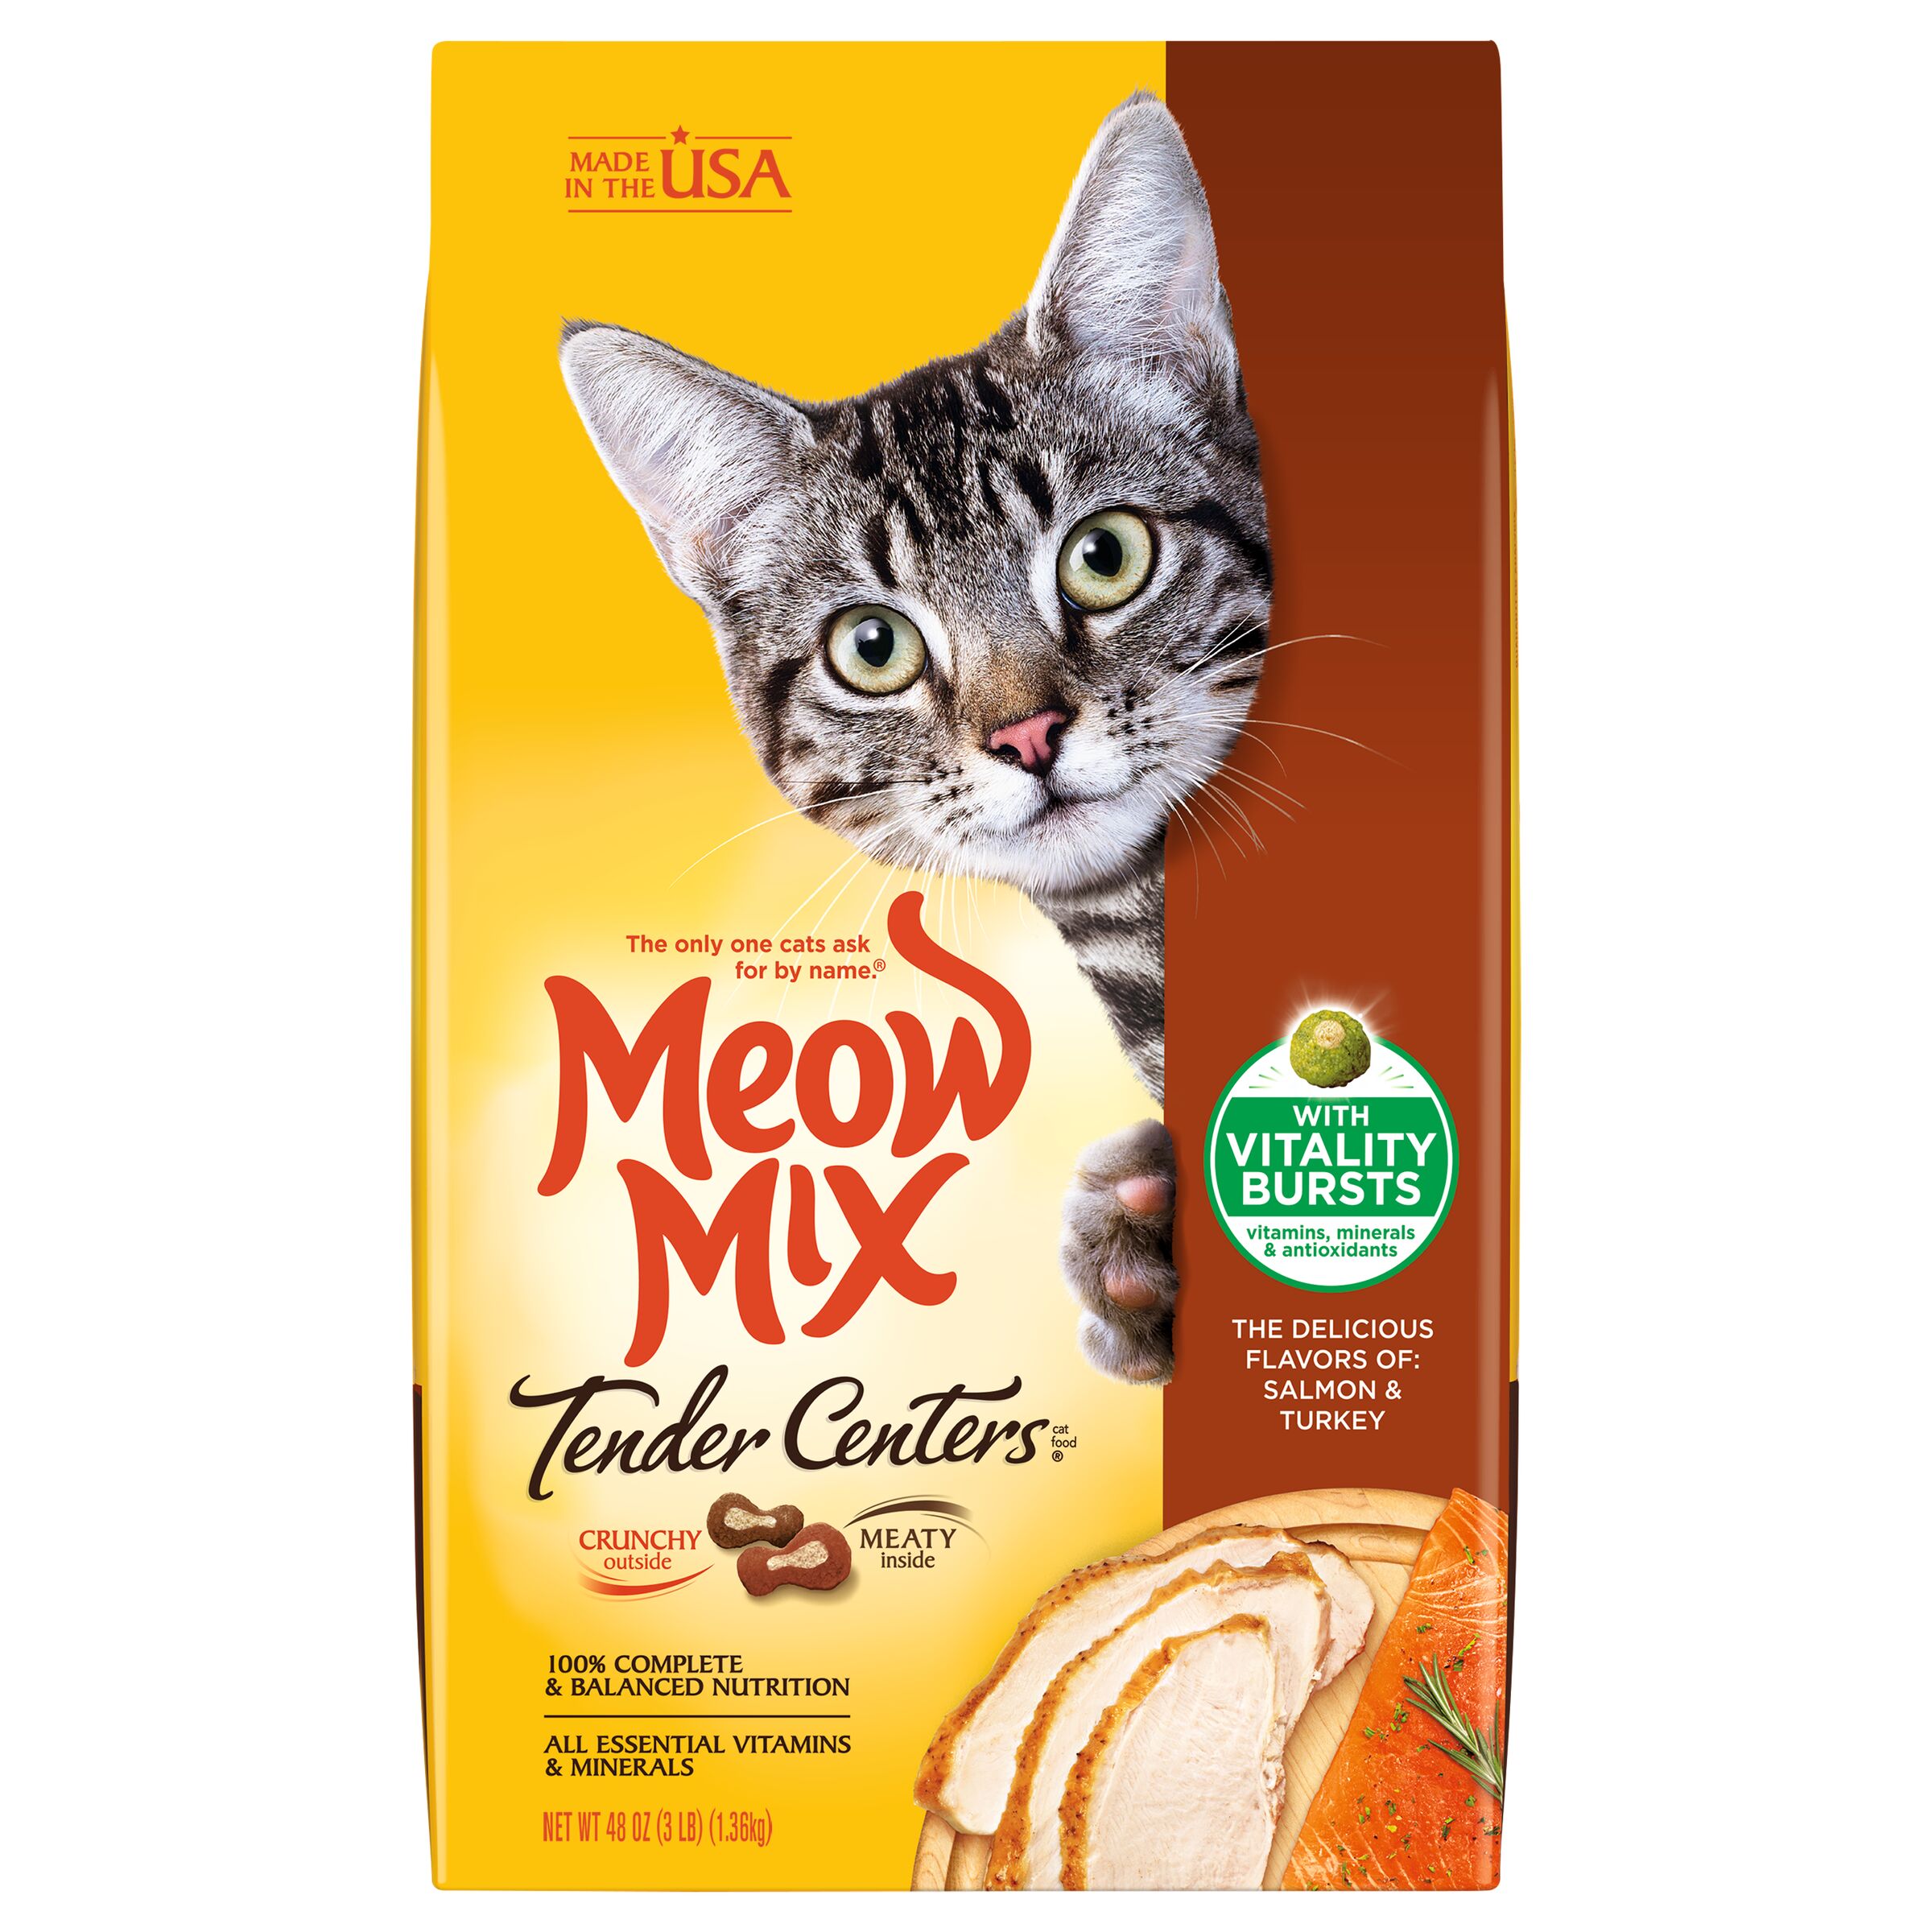 MADE
IN THE USA
The only one cats ask
for by name.®
Meow
Mix
Tender Centers®
cat
food
CRUNCHY
outside
MEATY
inside
100% COMPLETE
& BALANCED NUTRITION
ALL ESSENTIAL VITAMINS
& MINERALS
NET WT 48 OZ (3 LB) (1.36kg)
WITH
VITALITY
BURSTS
vitamins, minerals
& antioxidants
THE DELICIOUS
FLAVORS OF:
SALMON &
TURKEY